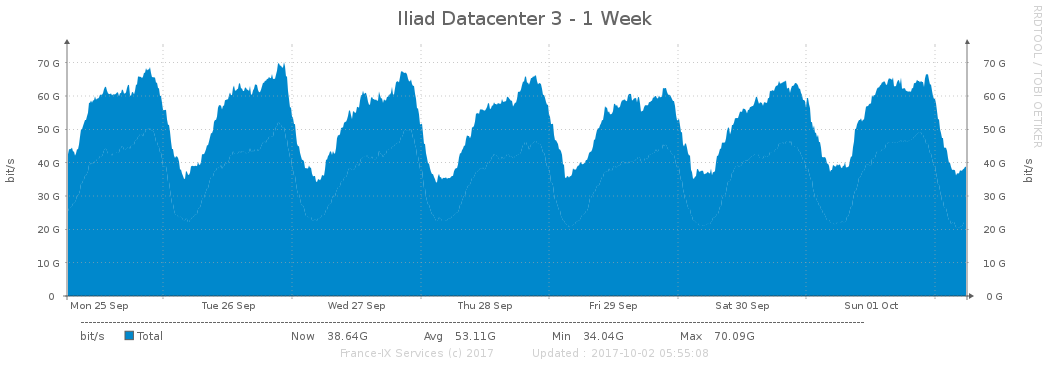 Iliad Datacenter 3 - 1 Week
RRDTOOL / TOBI OETIKER
bit/s
70 G 70 G
60 G 60 G
50 G 50 G
40 G 40 G
30 G 30 G
20 G 20 G
10 G 10 G
0 0 G
bit/s
Mon 25 Sep Tue 26 Sep Wed 27 Sep Thu 28 Sep Fri 29 Sep Sat 30 Sep Sun 01 Oct
bit/s Total Now 38.64G Avg 53.11G Min 34.04G Max 70.09G
France-IX Services (c) 2017 Updated : 2017-10-02 05:55:08